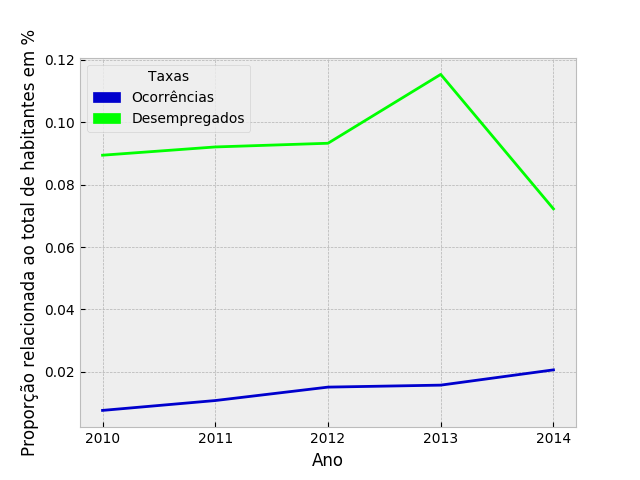 Proporção relacionada ao total de habitantes em %
0.12
0.10
0.08
0.06
0.04
0.02
Taxas
Ocorrências
Desempregados
2010 2011 2012 2013 2014
Ano